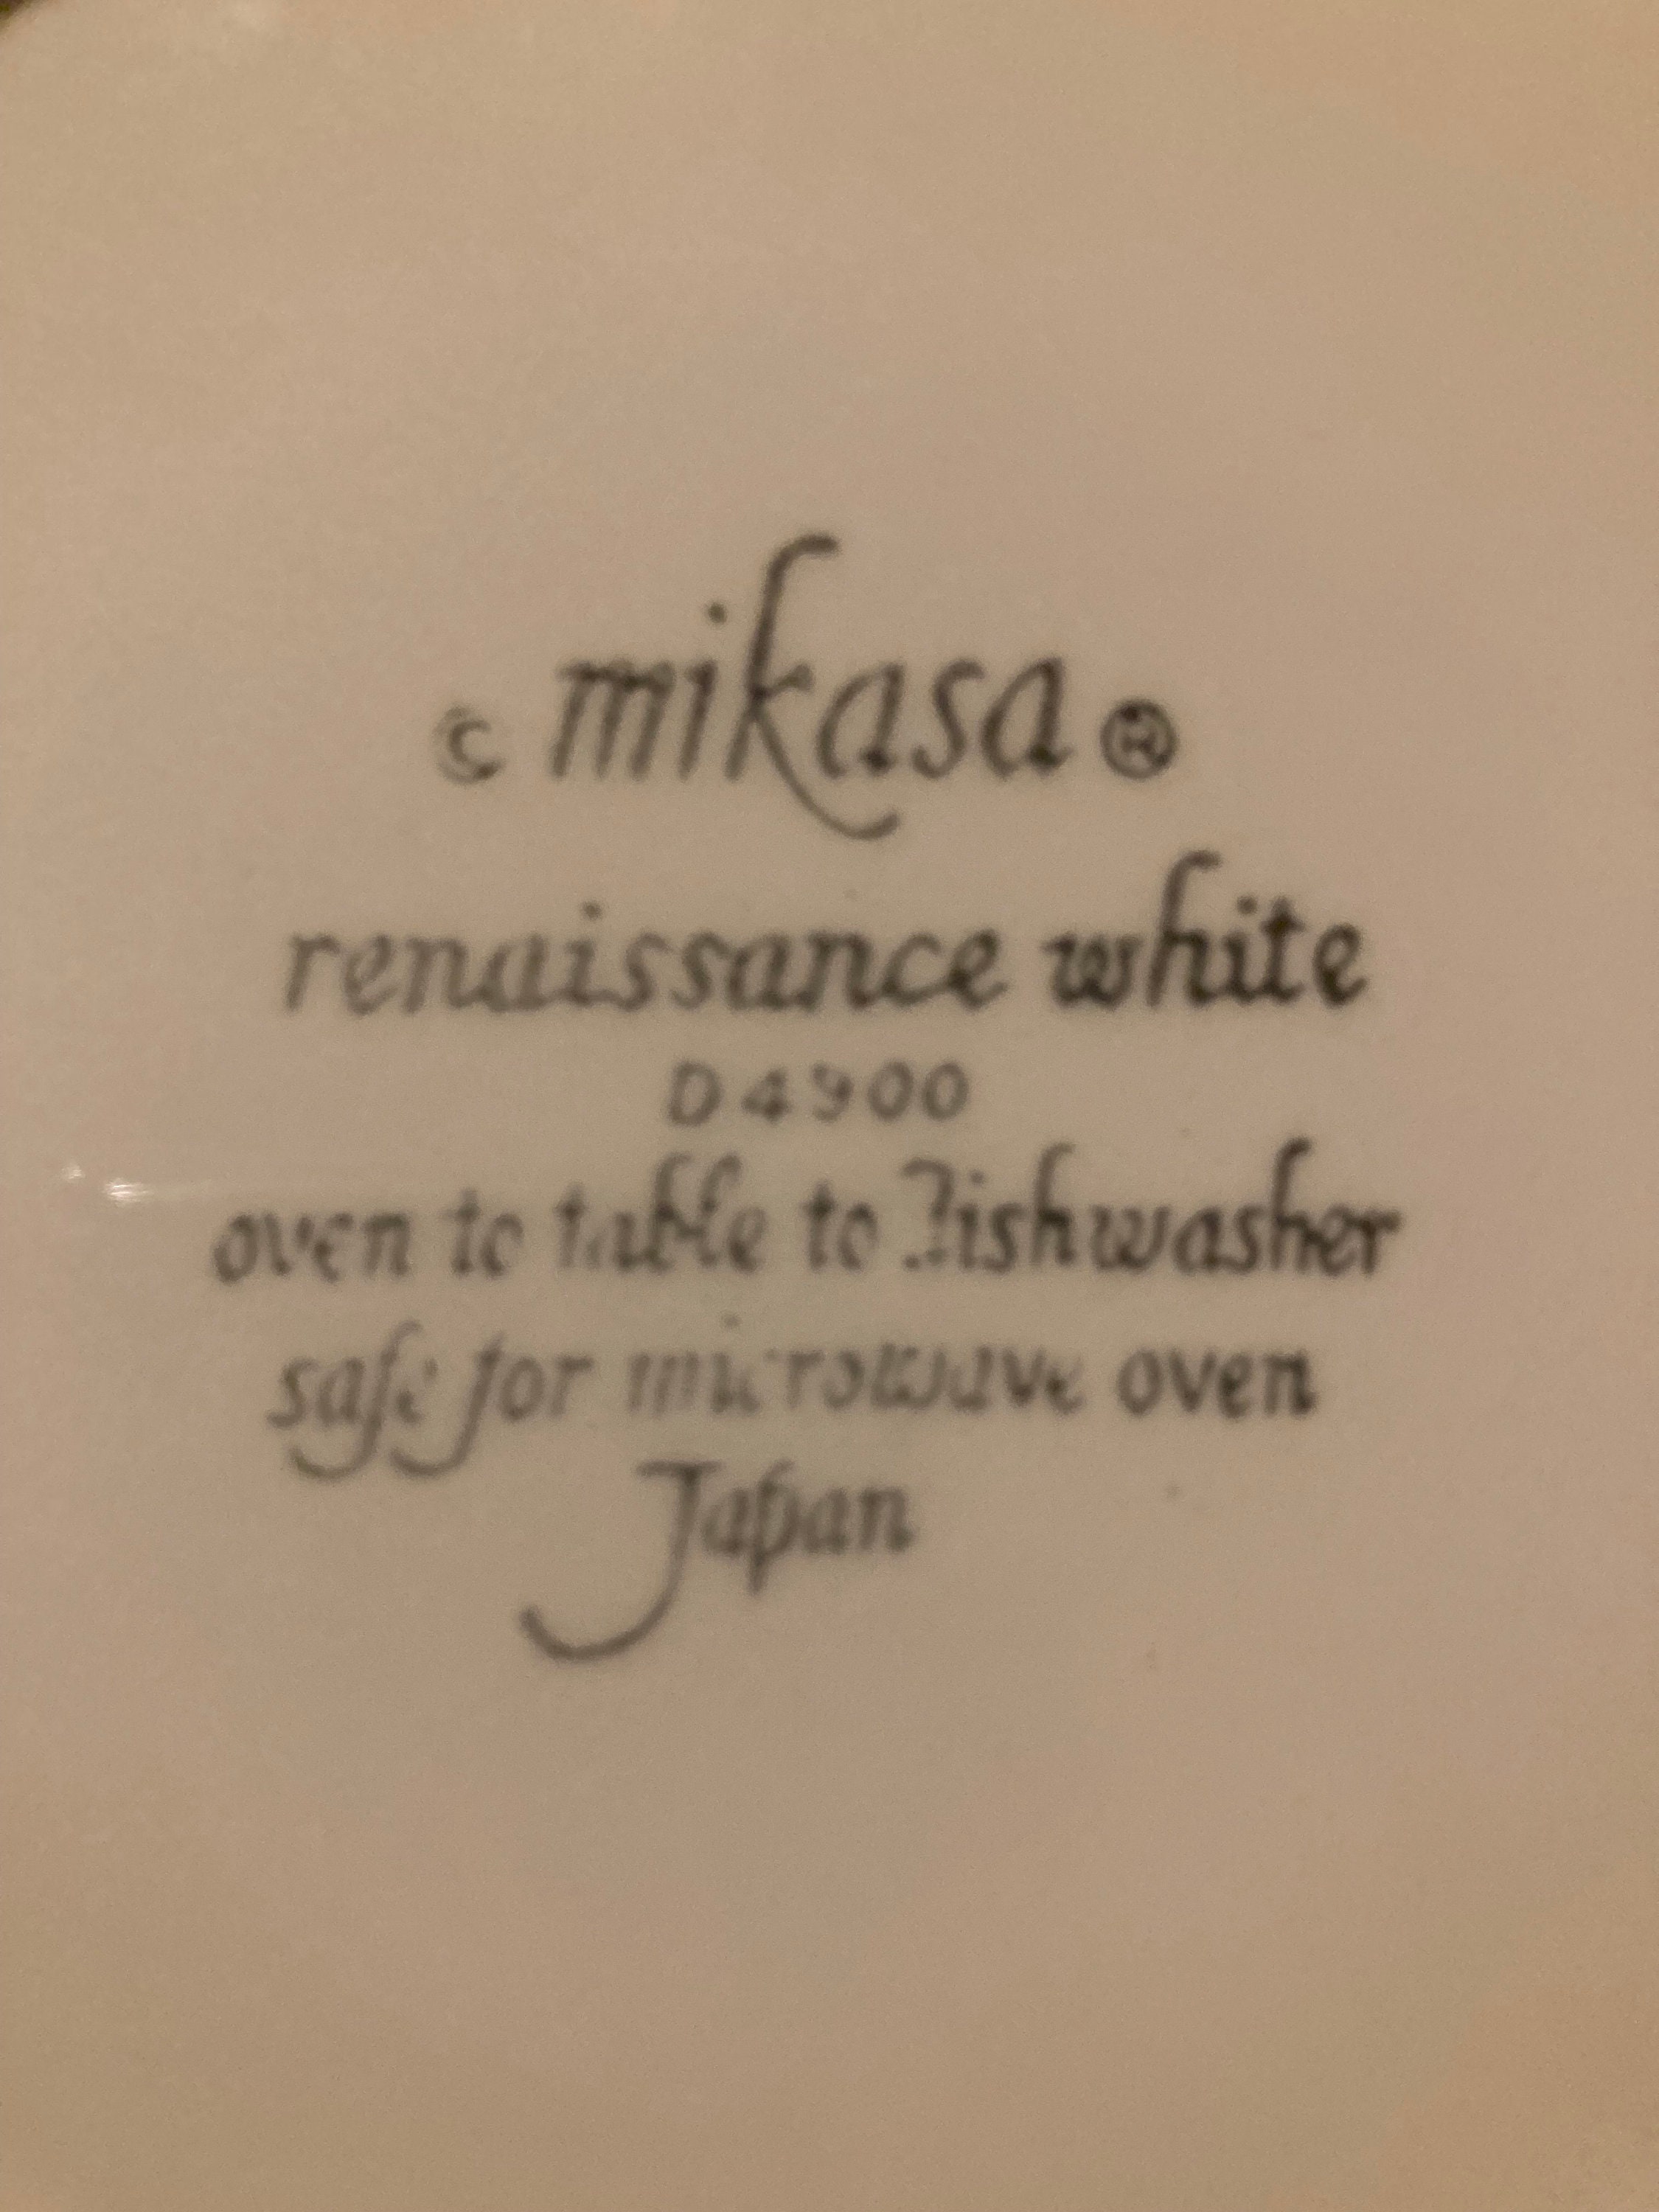 © mikasa ®
renaissance white
D4900
oven to table to dishwasher
safe for microwave oven
Japan